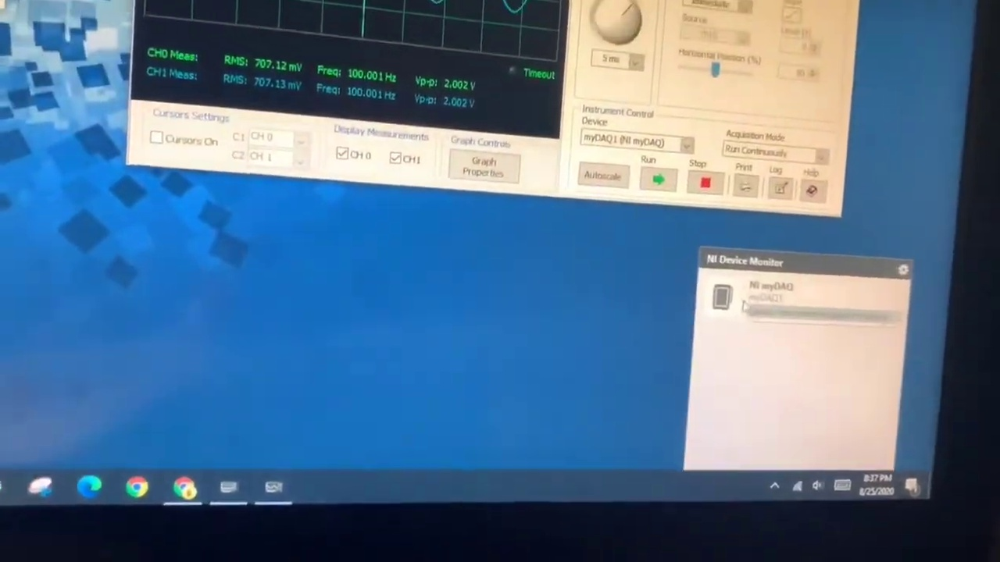 Immediately
Source
Level (V)
Horizontal Position (%)
5 ms
50
CH0 Meas: RMS: 707.12 mV Freq: 100.001 Hz Vp-p: 2.002 V
CH1 Meas: RMS: 707.13 mV Freq: 100.001 Hz Vp-p: 2.002 V
Timeout
Cursors Settings
Cursors On
C1 CH 0
C2 CH 1
Display Measurements
CH 0 CH1
Graph Controls
Graph
Properties
Instrument Control
Device
myDAQ1 (NI myDAQ)
Acquisition Mode
Run Continuously
Run Stop Print Log Help
Autoscale
NI Device Monitor
NI myDAQ
myDAQ1
8:37 PM
8/25/2020